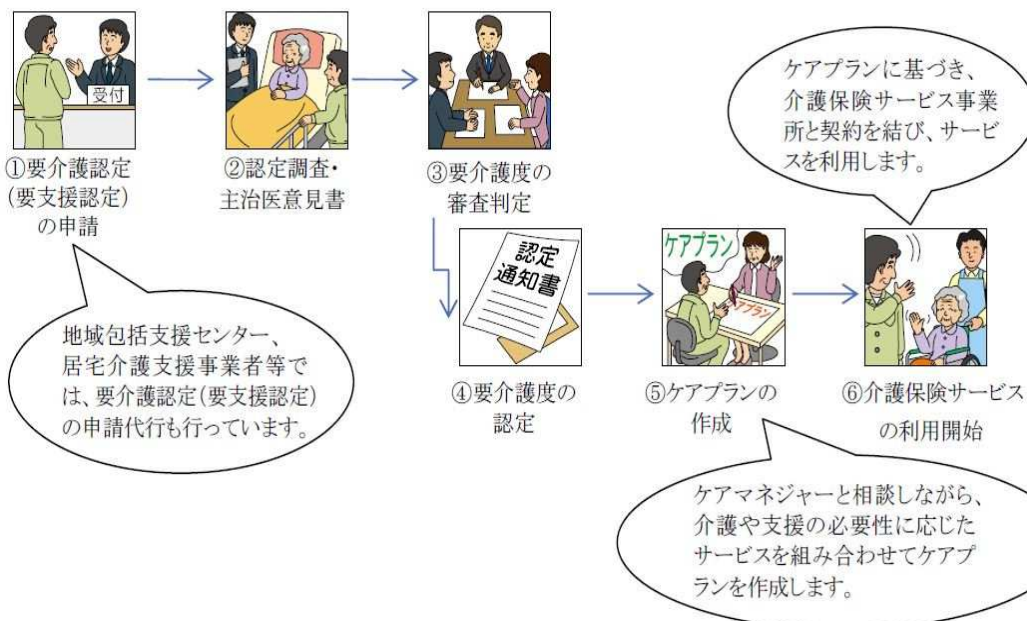 受付
①要介護認定
(要支援認定)
の申請
②認定調査・
主治医意見書
③要介護度の
審査判定
ケアプランに基づき、
介護保険サービス事業
所と契約を結び、サービ
スを利用します。
地域包括支援センター、
居宅介護支援事業者等で
は、要介護認定(要支援認定)
の申請代行も行っています。
認定
通知書
④要介護度の
認定
ケアプラン
アプラン
⑤ケアプランの
作成
⑥介護保険サービス
の利用開始
ケアマネジャーと相談しながら、
介護や支援の必要性に応じた
サービスを組み合わせてケアプ
ランを作成します。